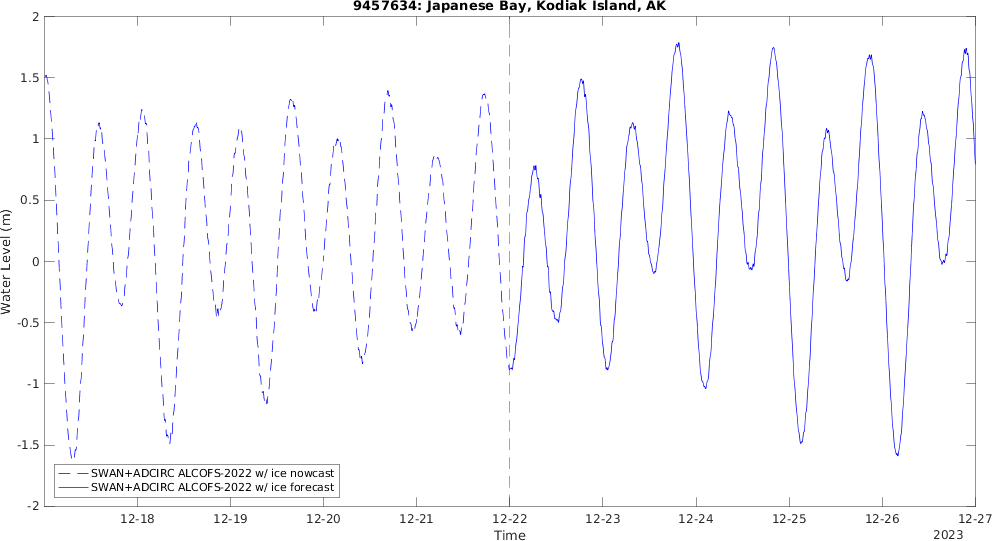 9457634: Japanese Bay, Kodiak Island, AK
2
1.5
1
0.5
0
-0.5
-1
-1.5
-2
Water Level (m)
SWAN+ADCIRC ALCOFS-2022 w/ ice nowcast
SWAN+ADCIRC ALCOFS-2022 w/ ice forecast
12-18 12-19 12-20 12-21 12-22 12-23 12-24 12-25 12-26 12-27
Time
2023